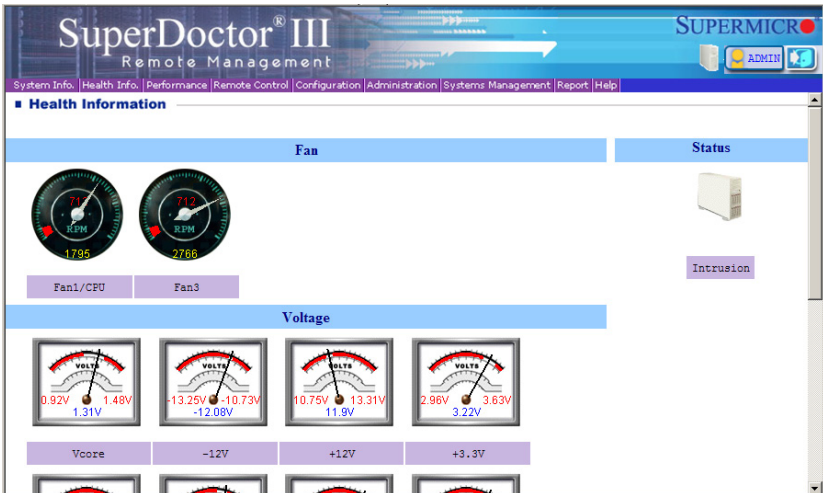 SuperDoctor® III
Remote Management
SUPERMICRO®
ADMIN
System Info. Health Info. Performance Remote Control Configuration Administration Systems Management Report Help
Health Information
Fan
Status
712
RPM
1795
712
RPM
2766
Fan1/CPU
Fan3
Intrusion
Voltage
VOLTS
0.92V 1.48V
1.31V
VOLTS
-13.25V -10.73V
-12.08V
VOLTS
10.75V 13.31V
11.9V
VOLTS
2.96V 3.63V
3.22V
Vcore
-12V
+12V
+3.3V